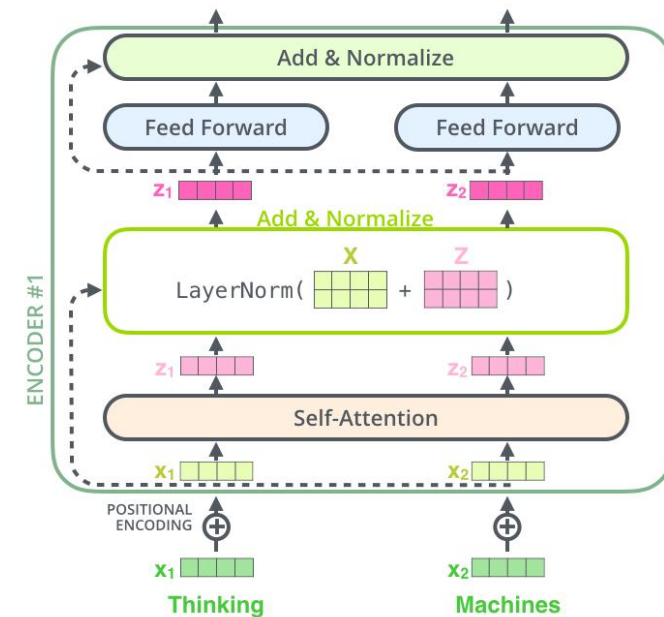 Add & Normalize
Feed Forward
Feed Forward
z1
z2
Add & Normalize
X
Z
LayerNorm( + )
ENCODER #1
z1
z2
Self-Attention
x1
x2
POSITIONAL
ENCODING
x1
x2
Thinking
Machines